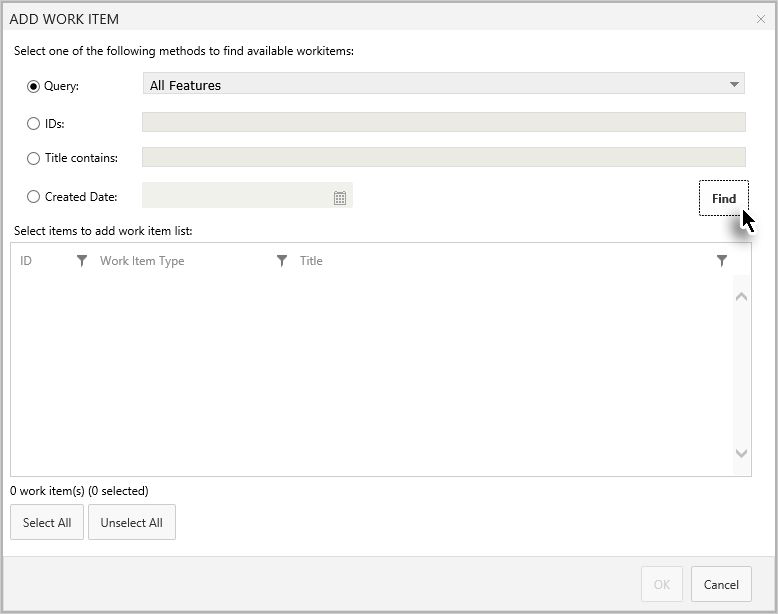 ADD WORK ITEM
Select one of the following methods to find available workitems:
Query:
All Features
IDs:
Title contains:
Created Date:
Find
Select items to add work item list:
ID Work Item Type Title
0 work item(s) (0 selected)
Select All Unselect All
OK Cancel